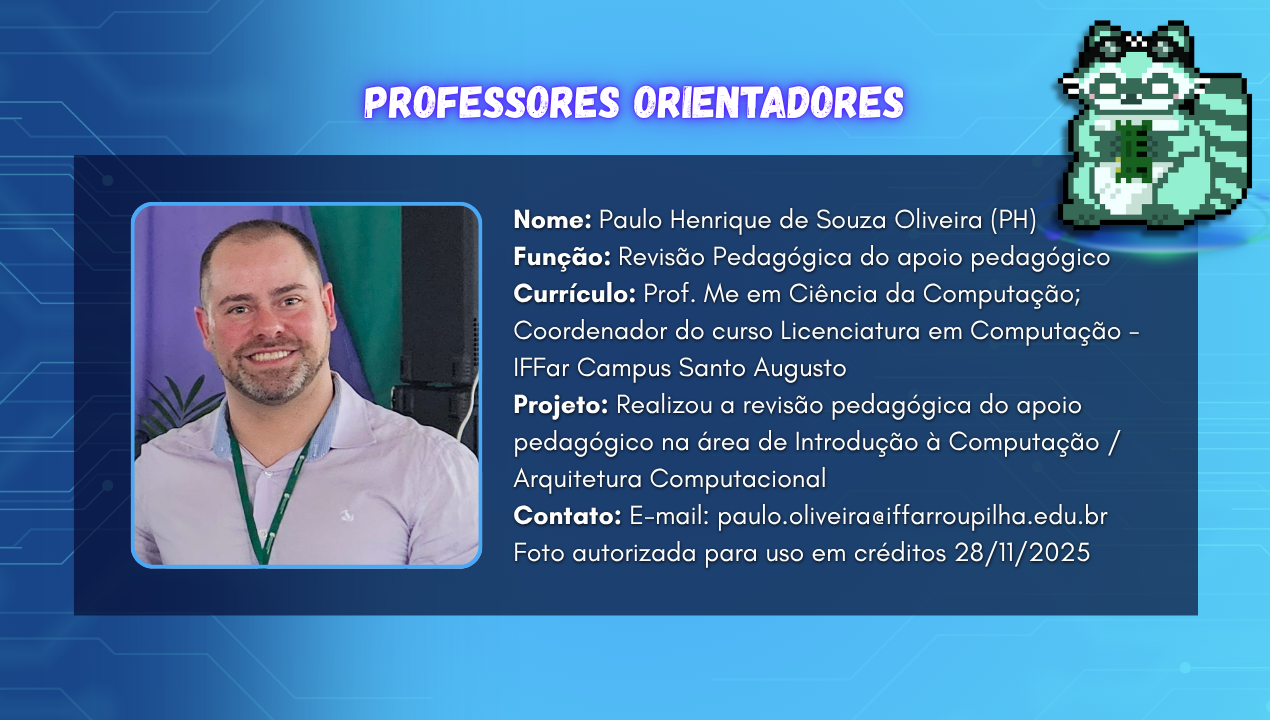 PROFESSORES ORIENTADORES
Nome: Paulo Henrique de Souza Oliveira (PH)
Função: Revisão Pedagógica do apoio pedagógico
Currículo: Prof. Me em Ciência da Computação;
Coordenador do curso Licenciatura em Computação -
IFFar Campus Santo Augusto
Projeto: Realizou a revisão pedagógica do apoio
pedagógico na área de Introdução à Computação /
Arquitetura Computacional
Contato: E-mail: paulo.oliveira@iffarroupilha.edu.br
Foto autorizada para uso em créditos 28/11/2025